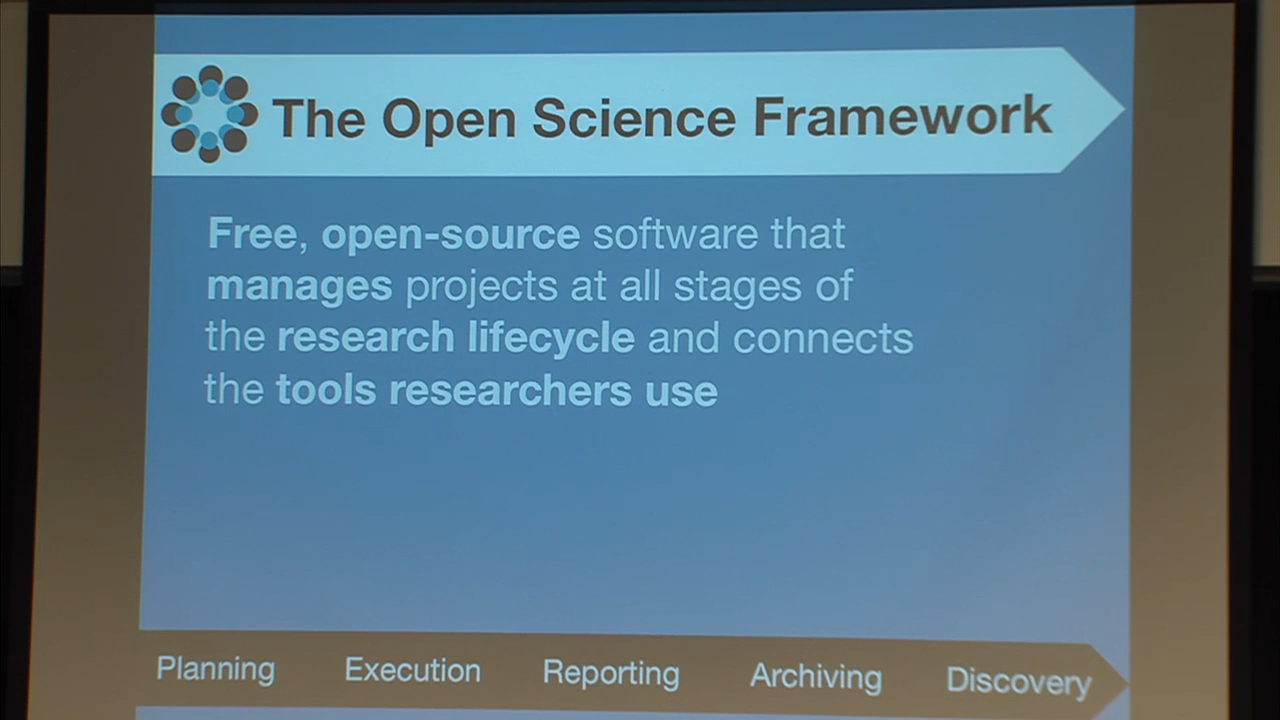 The Open Science Framework
Free, open-source software that
manages projects at all stages of
the research lifecycle and connects
the tools researchers use
Planning Execution Reporting Archiving Discovery